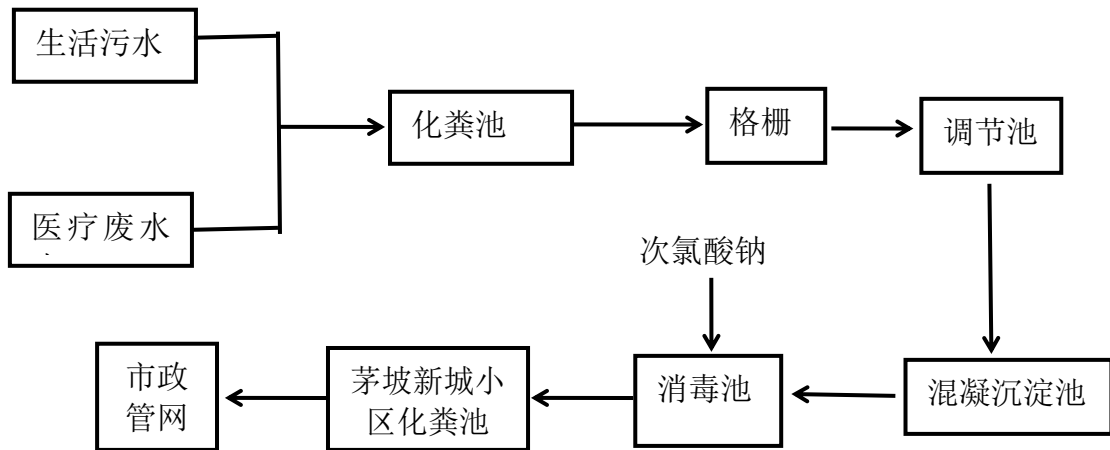 生活污水
化粪池
格栅
调节池
医疗废水
次氯酸钠
市政
管网
茅坡新城小
区化粪池
消毒池
混凝沉淀池